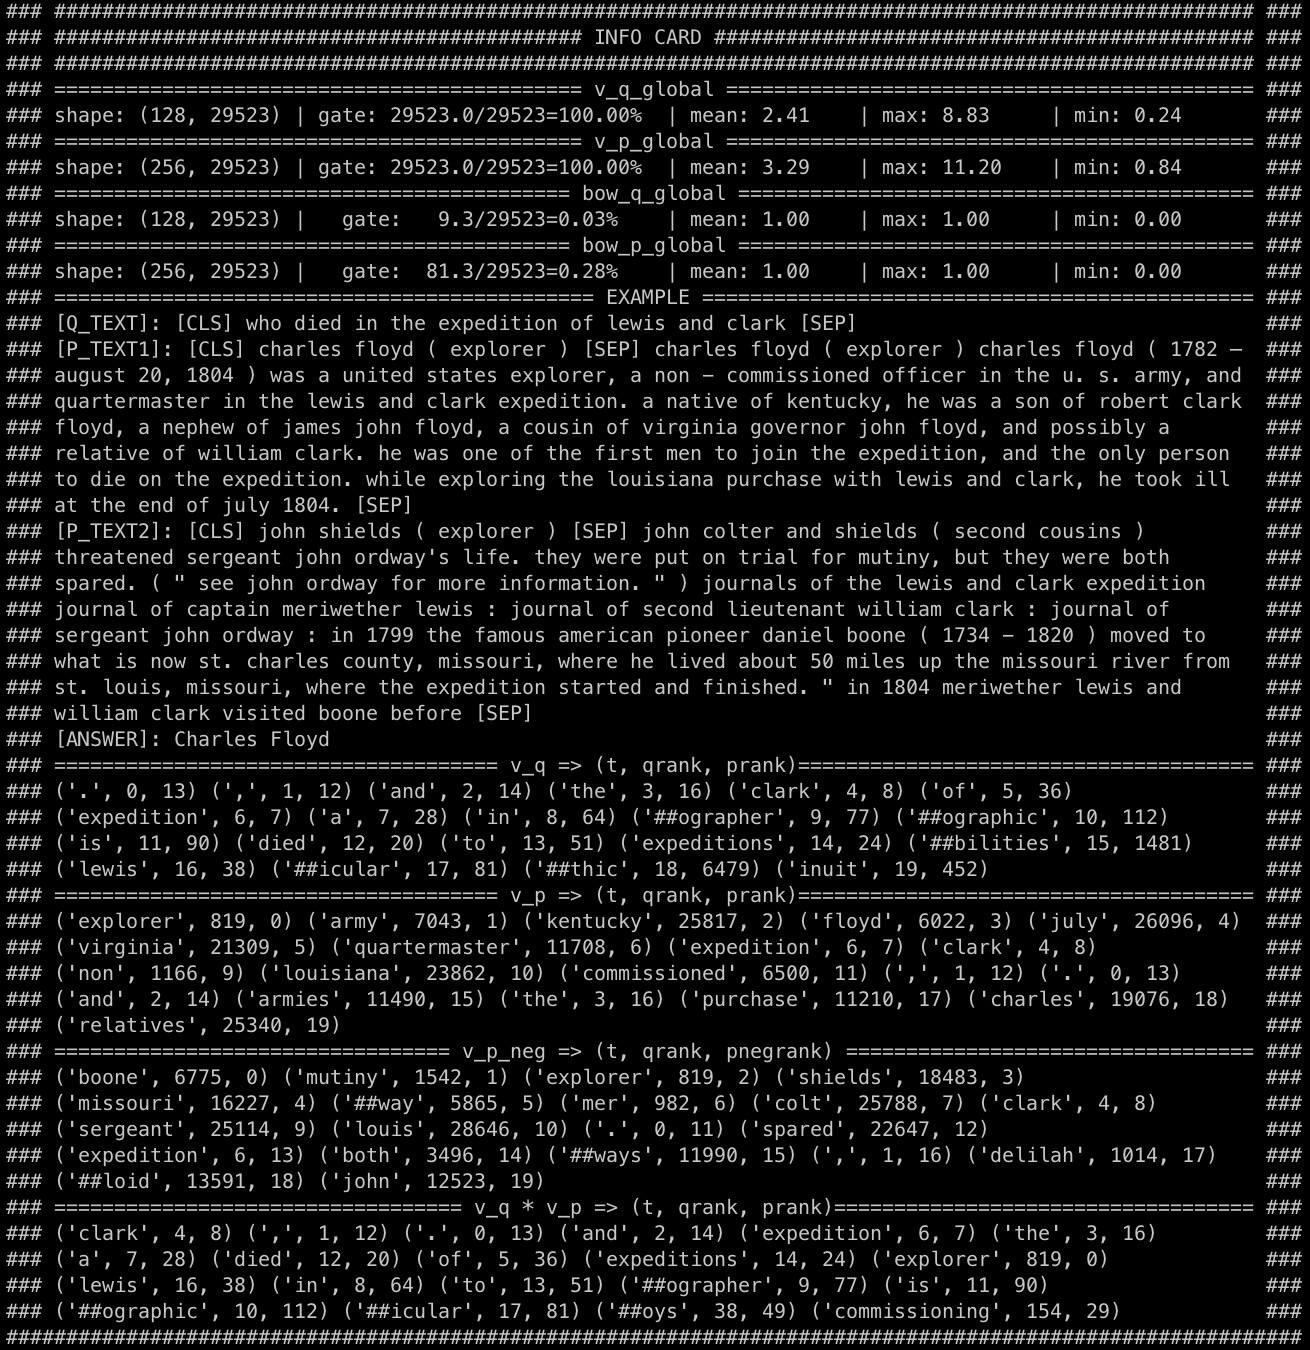 ### #################################################################################################### ###
### ############################################ INFO CARD ############################################# ###
### #################################################################################################### ###
### ============================================ v_q_global ============================================ ###
### shape: (128, 29523) | gate: 29523.0/29523=100.00%  | mean: 2.41    | max: 8.83     | min: 0.24       ###
### ============================================ v_p_global ============================================ ###
### shape: (256, 29523) | gate: 29523.0/29523=100.00%  | mean: 3.29    | max: 11.20    | min: 0.84       ###
### =========================================== bow_q_global =========================================== ###
### shape: (128, 29523) |   gate:   9.3/29523=0.03%    | mean: 1.00    | max: 1.00     | min: 0.00       ###
### =========================================== bow_p_global =========================================== ###
### shape: (256, 29523) |   gate:  81.3/29523=0.28%    | mean: 1.00    | max: 1.00     | min: 0.00       ###
### ============================================= EXAMPLE ============================================== ###
### [Q_TEXT]: [CLS] who died in the expedition of lewis and clark [SEP]                                  ###
### [P_TEXT1]: [CLS] charles floyd ( explorer ) [SEP] charles floyd ( explorer ) charles floyd ( 1782 –  ###
### august 20, 1804 ) was a united states explorer, a non - commissioned officer in the u. s. army, and  ###
### quartermaster in the lewis and clark expedition. a native of kentucky, he was a son of robert clark  ###
### floyd, a nephew of james john floyd, a cousin of virginia governor john floyd, and possibly a        ###
### relative of william clark. he was one of the first men to join the expedition, and the only person   ###
### to die on the expedition. while exploring the louisiana purchase with lewis and clark, he took ill   ###
### at the end of july 1804. [SEP]                                                                       ###
### [P_TEXT2]: [CLS] john shields ( explorer ) [SEP] john colter and shields ( second cousins )          ###
### threatened sergeant john ordway's life. they were put on trial for mutiny, but they were both        ###
### spared. ( " see john ordway for more information. " ) journals of the lewis and clark expedition     ###
### journal of captain meriwether lewis : journal of second lieutenant william clark : journal of        ###
### sergeant john ordway : in 1799 the famous american pioneer daniel boone ( 1734 - 1820 ) moved to     ###
### what is now st. charles county, missouri, where he lived about 50 miles up the missouri river from   ###
### st. louis, missouri, where the expedition started and finished. " in 1804 meriwether lewis and       ###
### william clark visited boone before [SEP]                                                             ###
### [ANSWER]: Charles Floyd                                                                              ###
### ===================================== v_q => (t, qrank, prank)====================================== ###
### ('.', 0, 13) (',', 1, 12) ('and', 2, 14) ('the', 3, 16) ('clark', 4, 8) ('of', 5, 36)                ###
### ('expedition', 6, 7) ('a', 7, 28) ('in', 8, 64) ('##ographer', 9, 77) ('##ographic', 10, 112)        ###
### ('is', 11, 90) ('died', 12, 20) ('to', 13, 51) ('expeditions', 14, 24) ('##bilities', 15, 1481)      ###
### ('lewis', 16, 38) ('##icular', 17, 81) ('##thic', 18, 6479) ('inuit', 19, 452)                       ###
### ===================================== v_p => (t, qrank, prank)====================================== ###
### ('explorer', 819, 0) ('army', 7043, 1) ('kentucky', 25817, 2) ('floyd', 6022, 3) ('july', 26096, 4)  ###
### ('virginia', 21309, 5) ('quartermaster', 11708, 6) ('expedition', 6, 7) ('clark', 4, 8)              ###
### ('non', 1166, 9) ('louisiana', 23862, 10) ('commissioned', 6500, 11) (',', 1, 12) ('.', 0, 13)       ###
### ('and', 2, 14) ('armies', 11490, 15) ('the', 3, 16) ('purchase', 11210, 17) ('charles', 19076, 18)   ###
### ('relatives', 25340, 19)                                                                             ###
### ================================= v_p_neg => (t, qrank, pnegrank) ================================== ###
### ('boone', 6775, 0) ('mutiny', 1542, 1) ('explorer', 819, 2) ('shields', 18483, 3)                    ###
### ('missouri', 16227, 4) ('##way', 5865, 5) ('mer', 982, 6) ('colt', 25788, 7) ('clark', 4, 8)         ###
### ('sergeant', 25114, 9) ('louis', 28646, 10) ('.', 0, 11) ('spared', 22647, 12)                       ###
### ('expedition', 6, 13) ('both', 3496, 14) ('##ways', 11990, 15) (',', 1, 16) ('delilah', 1014, 17)    ###
### ('##loid', 13591, 18) ('john', 12523, 19)                                                            ###
### ================================== v_q * v_p => (t, qrank, prank)=================================== ###
### ('clark', 4, 8) (',', 1, 12) ('.', 0, 13) ('and', 2, 14) ('expedition', 6, 7) ('the', 3, 16)         ###
### ('a', 7, 28) ('died', 12, 20) ('of', 5, 36) ('expeditions', 14, 24) ('explorer', 819, 0)             ###
### ('lewis', 16, 38) ('in', 8, 64) ('to', 13, 51) ('##ographer', 9, 77) ('is', 11, 90)                  ###
### ('##ographic', 10, 112) ('##icular', 17, 81) ('##oys', 38, 49) ('commissioning', 154, 29)            ###
############################################################################################################